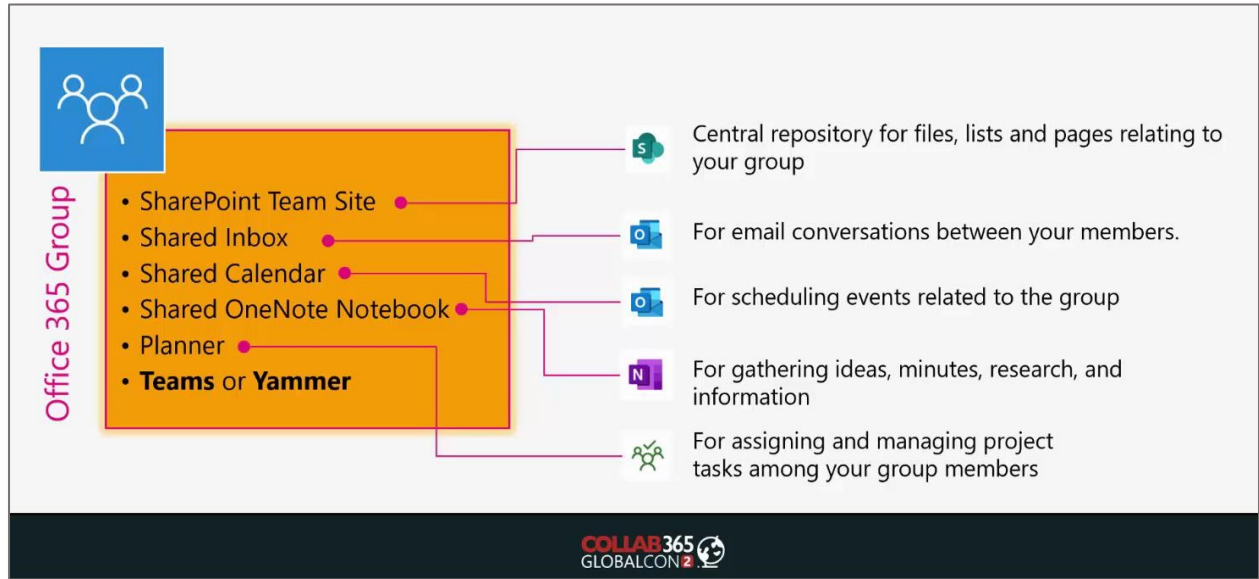 Office 365 Group
• SharePoint Team Site
• Shared Inbox
• Shared Calendar
• Shared OneNote Notebook
• Planner
• Teams or Yammer
S
Central repository for files, lists and pages relating to
your group
O
For email conversations between your members.
O
For scheduling events related to the group
N
For gathering ideas, minutes, research, and
information
For assigning and managing project
tasks among your group members
COLLAB365
GLOBALCON2